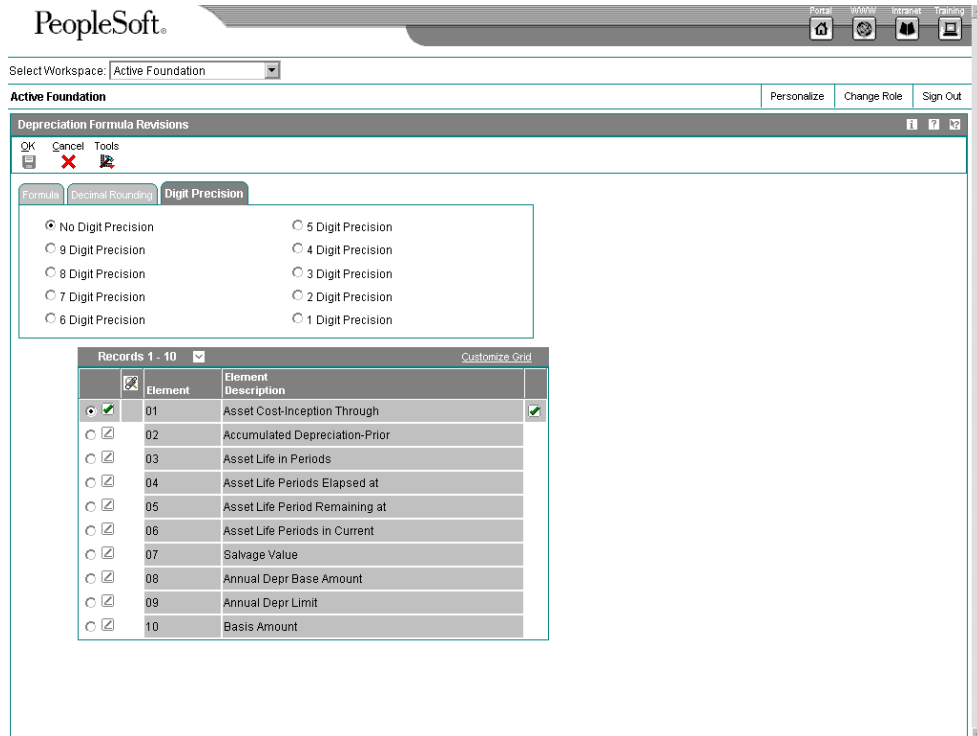 Portal WWW Intranet Training
PeopleSoft®
Select Workspace: Active Foundation
Active Foundation Personalize Change Role Sign Out
Depreciation Formula Revisions
OK Cancel Tools
Formula Decimal Rounding Digit Precision
No Digit Precision 5 Digit Precision
9 Digit Precision 4 Digit Precision
8 Digit Precision 3 Digit Precision
7 Digit Precision 2 Digit Precision
6 Digit Precision 1 Digit Precision
Records 1 - 10 Customize Grid
Element Element Description
01 Asset Cost-Inception Through
02 Accumulated Depreciation-Prior
03 Asset Life in Periods
04 Asset Life Periods Elapsed at
05 Asset Life Period Remaining at
06 Asset Life Periods in Current
07 Salvage Value
08 Annual Depr Base Amount
09 Annual Depr Limit
10 Basis Amount